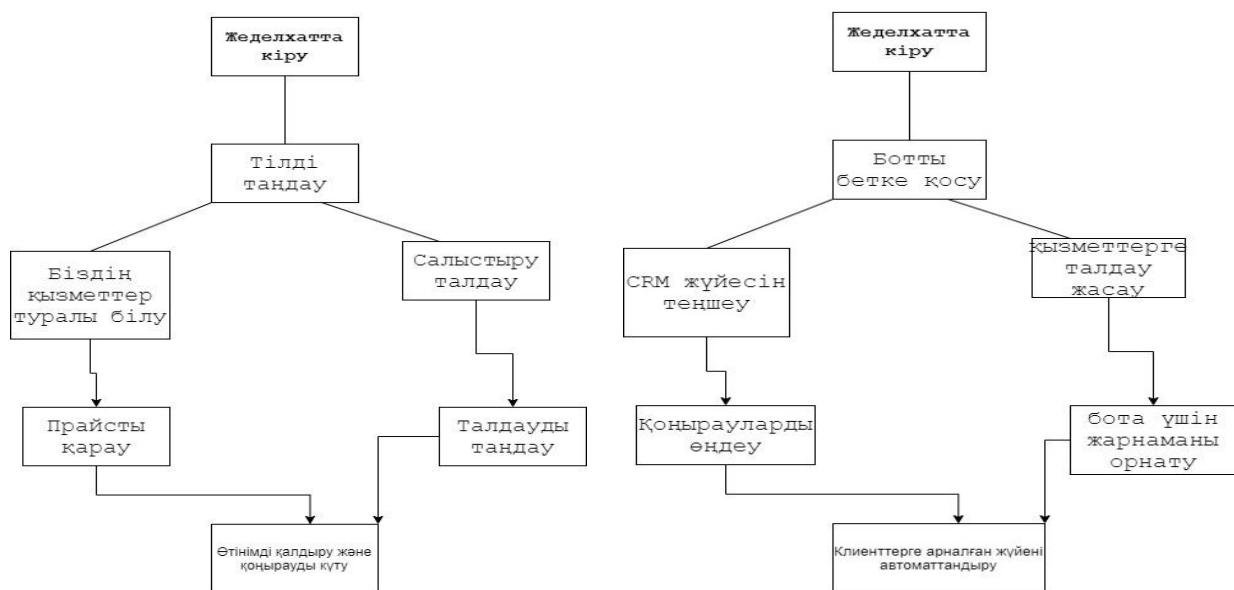 Жеделхатта
кіру
Тілді
таңдау
Біздің
қызметтер
туралы білу
Салыстыру
талдау
Прайсты
қарау
Талдауды
таңдау
Өтінімді қалдыру және
қоңырауды күту
Жеделхатта
кіру
Ботты
бетке қосу
CRM жүйесін
теңшеу
қызметтерге
талдау
жасау
Қоңырауларды
өңдеу
бота үшін
жарнаманы
орнату
Клиенттерге арналған жүйені
автоматтандыру